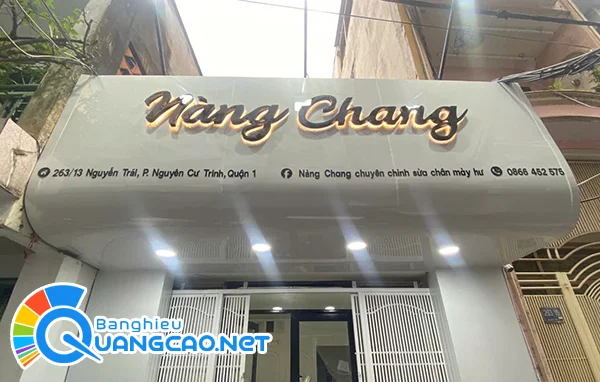 Nàng Chang
263/13 Nguyễn Trãi, P. Nguyễn Cư Trinh, Quận 1 Nàng Chang chuyên chỉnh sửa chân mày hư 0866 452 575
Banghieu
QUANGCAO.NET